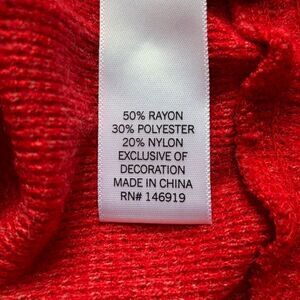 50% RAYON
30% POLYESTER
20% NYLON
EXCLUSIVE OF
DECORATION
MADE IN CHINA
RN# 146919